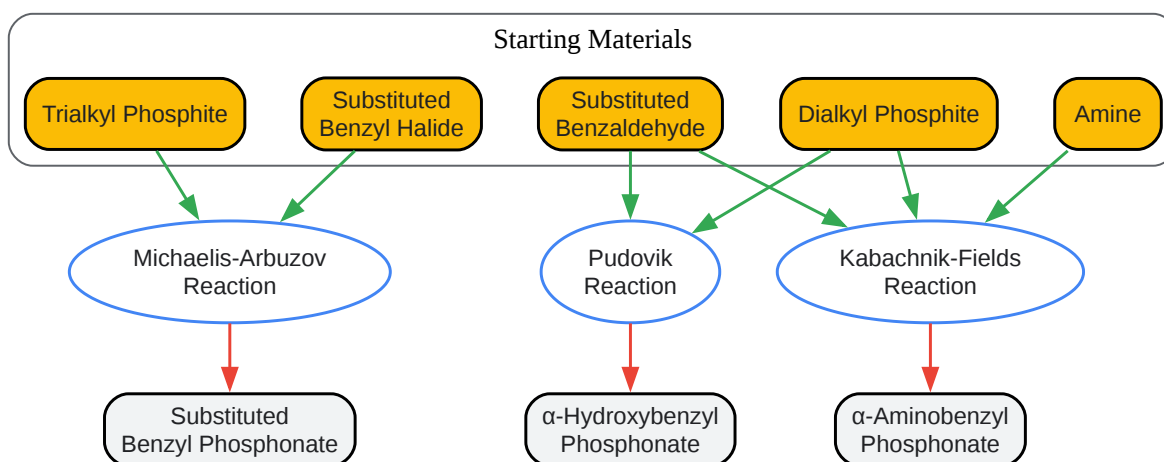 Starting Materials
Trialkyl Phosphite
Substituted
Benzyl Halide
Substituted
Benzaldehyde
Dialkyl Phosphite
Amine
Michaelis-Arbuzov
Reaction
Pudovik
Reaction
Kabachnik-Fields
Reaction
Substituted
Benzyl Phosphonate
α-Hydroxybenzyl
Phosphonate
α-Aminobenzyl
Phosphonate